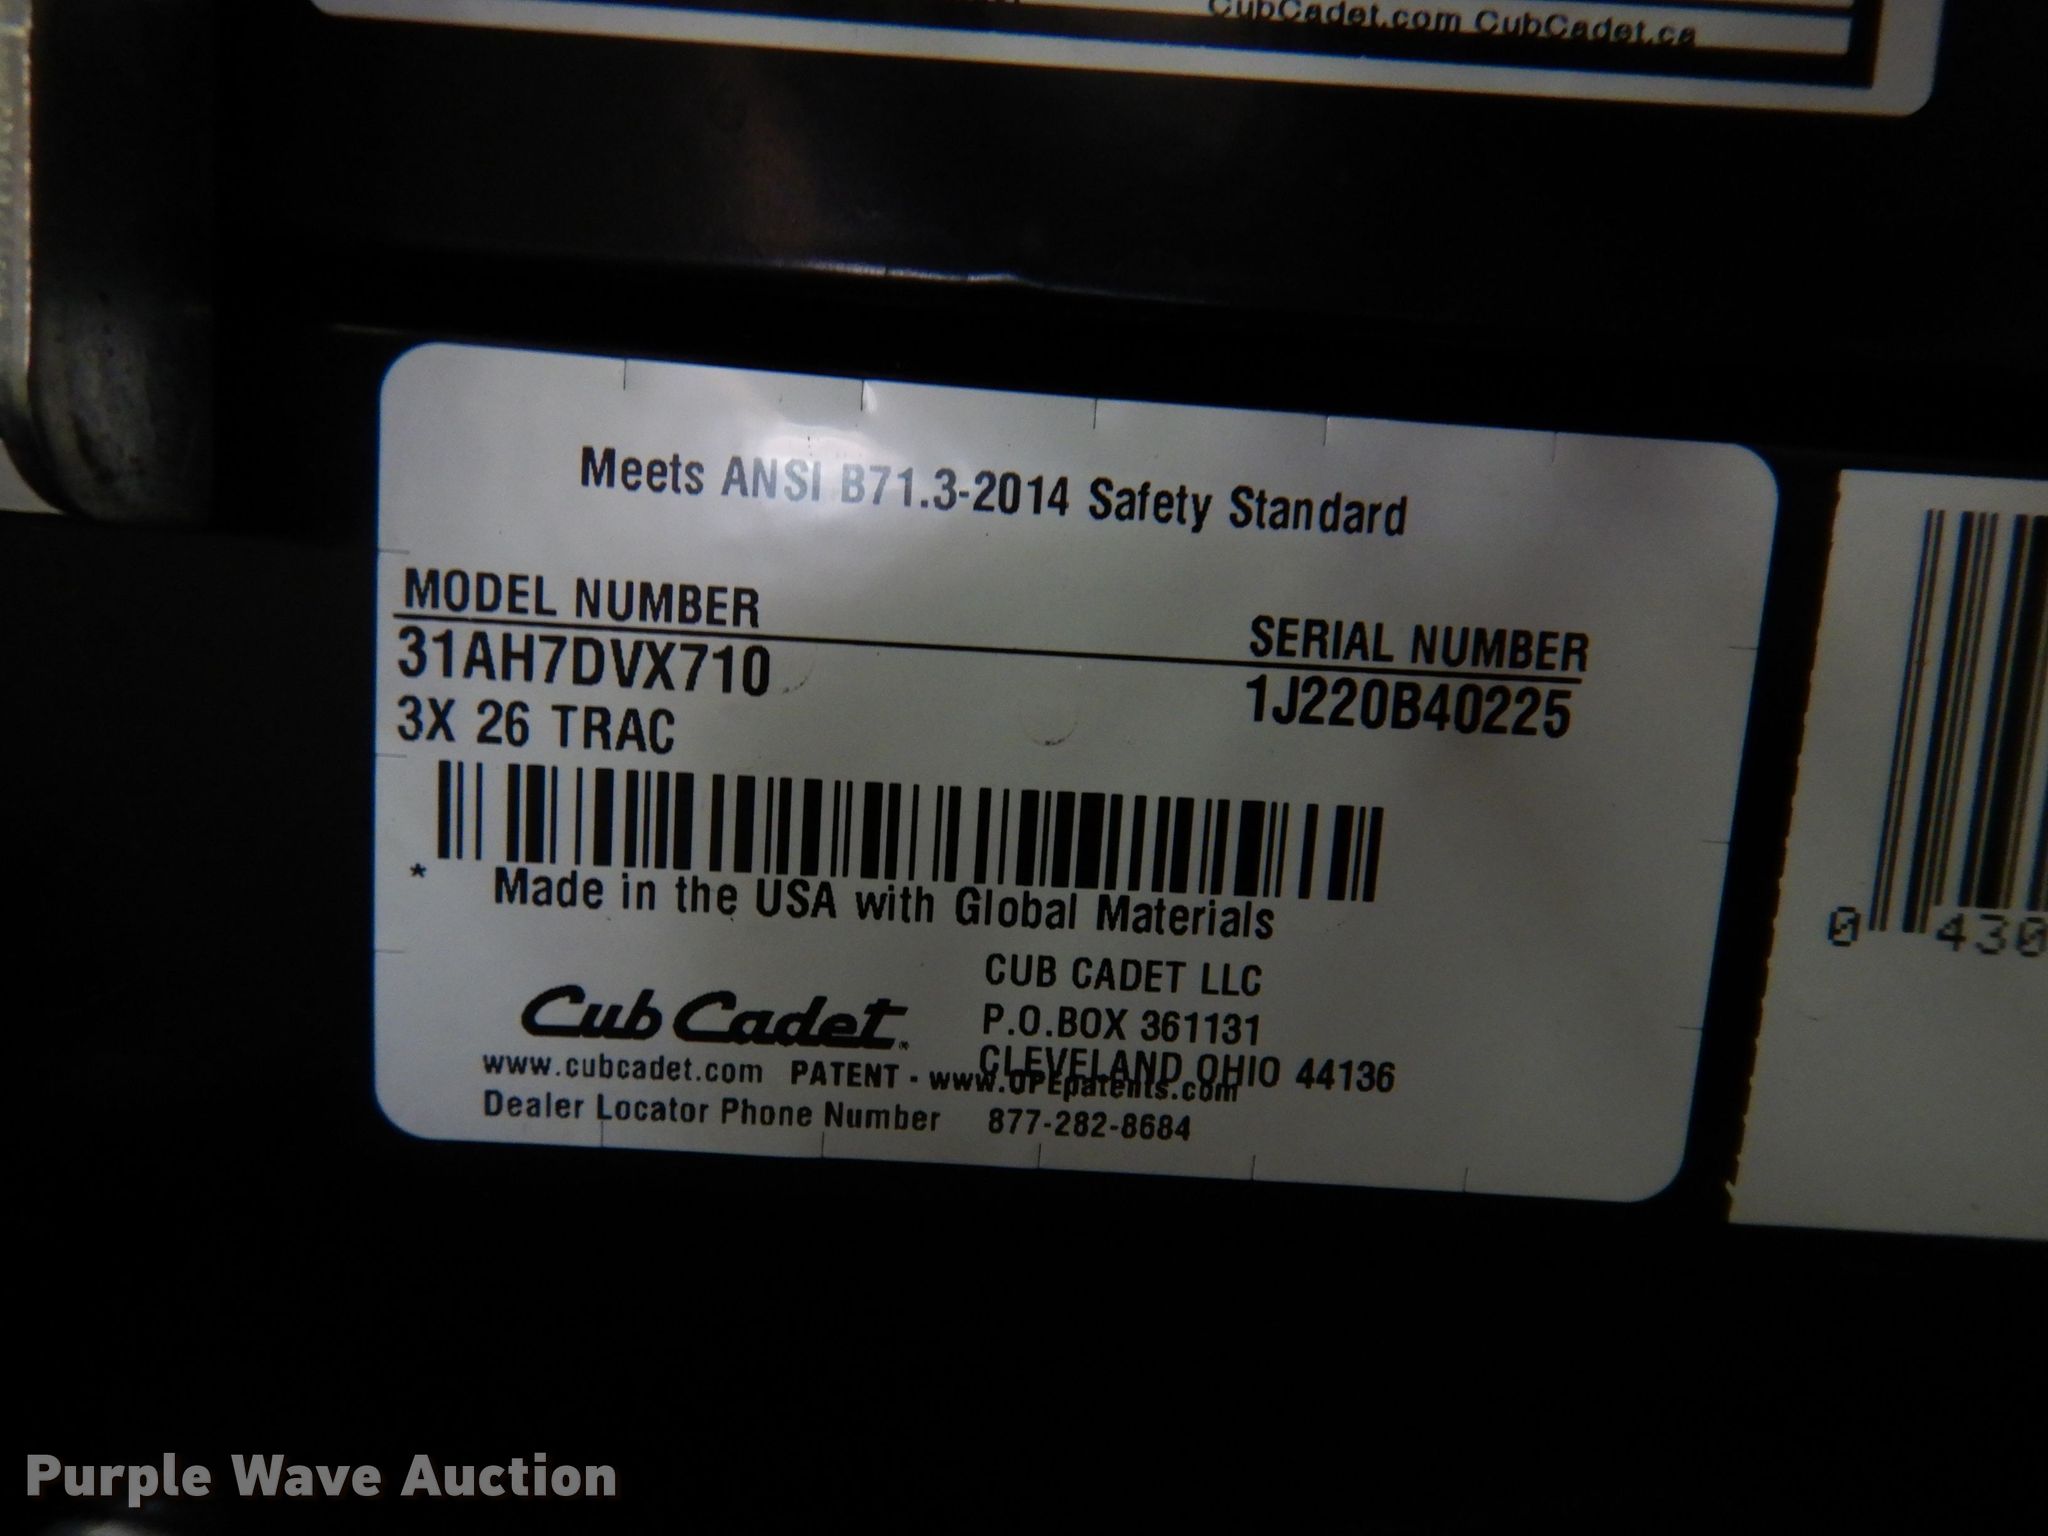 CubCadet.com CubCadet.ca
Meets ANSI B71.3-2014 Safety Standard
MODEL NUMBER
SERIAL NUMBER
31AH7DVX710
1J220B40225
3X 26 TRAC
* Made in the USA with Global Materials
0 430
Cub Cadet®
CUB CADET LLC
P.O.BOX 361131
CLEVELAND OHIO 44136
www.cubcadet.com PATENT - www.OPEpatents.com
Dealer Locator Phone Number 877-282-8684
Purple Wave Auction